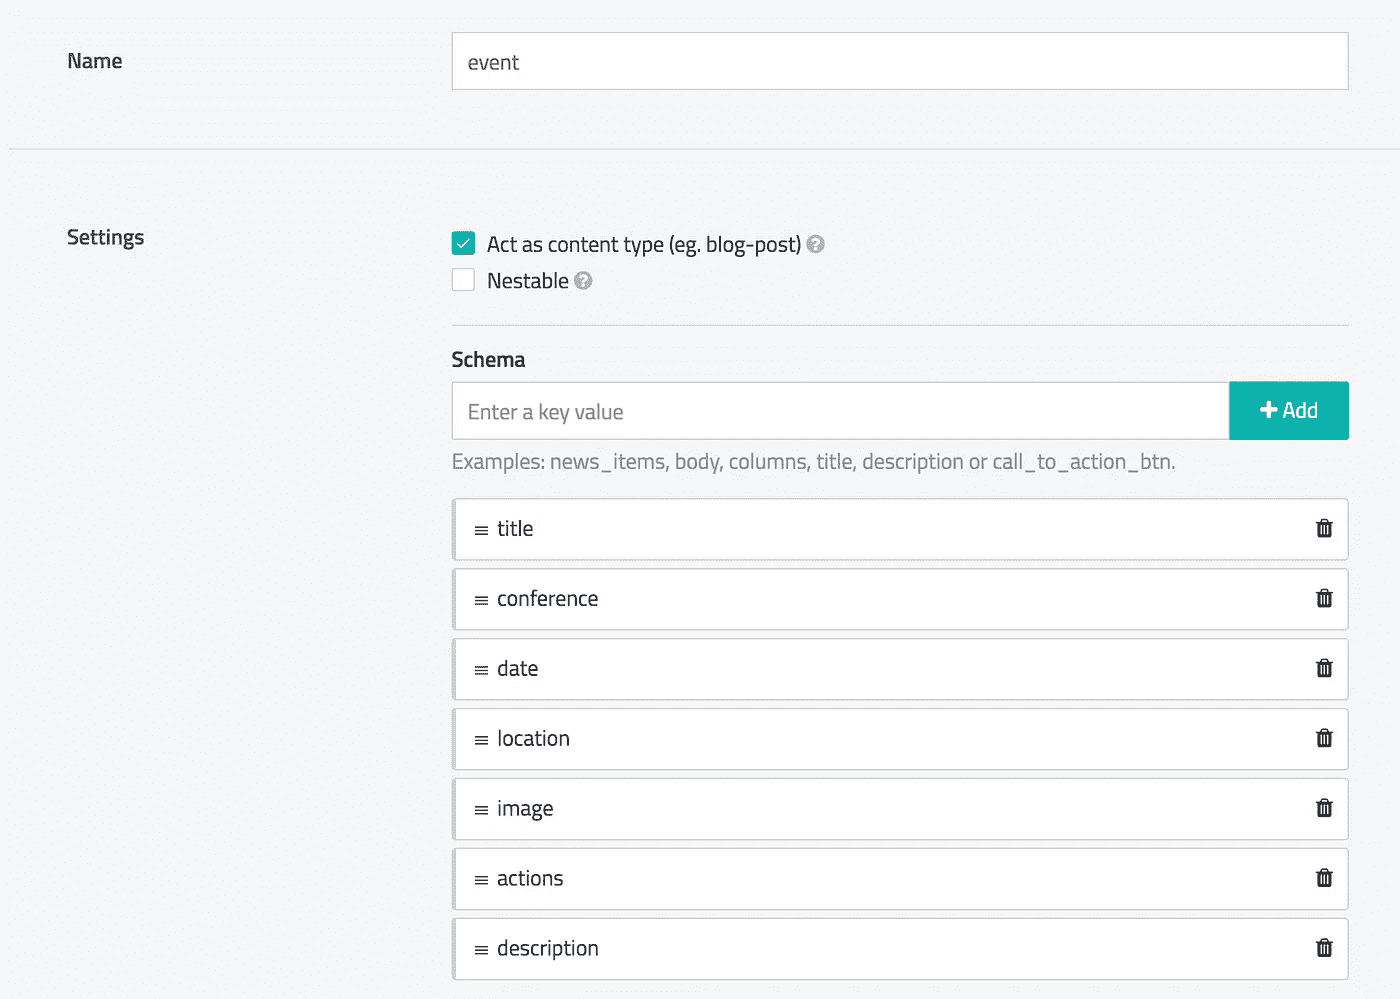 Name
event
Settings
Act as content type (eg. blog-post)
Nestable
Schema
Enter a key value
Add
Examples: news_items, body, columns, title, description or call_to_action_btn.
title
conference
date
location
image
actions
description